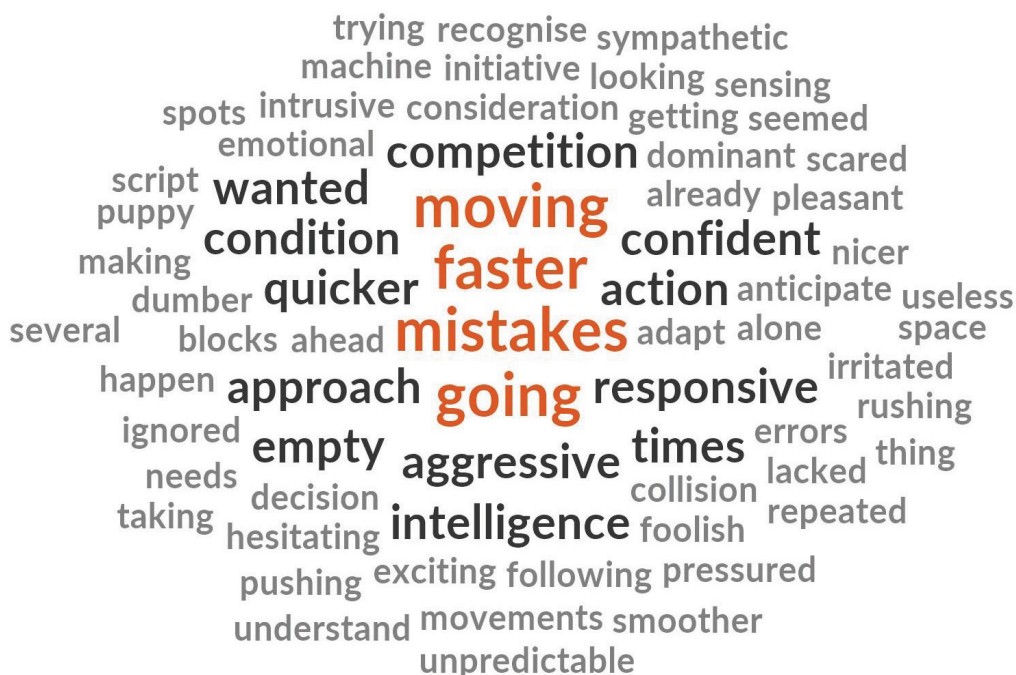 trying recognise sympathetic
machine initiative looking sensing
spots intrusive consideration getting seemed
emotional competition dominant scared
script wanted moving already pleasant
puppy condition confident nicer
making quicker faster action anticipate useless
dumber
several blocks ahead mistakes adapt alone space
happen approach going responsive irritated
rushing
ignored empty aggressive times errors thing
needs decision collision lacked
taking hesitating intelligence foolish repeated
pushing exciting following pressured
understand movements smoother
unpredictable